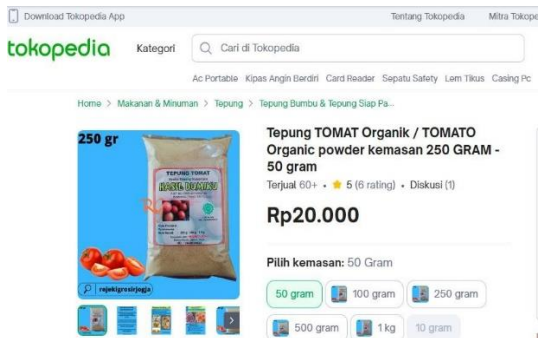 Download Tokopedia App
Tentang Tokopedia
Mitra Tokope
tokopedia
Kategori
Cari di Tokopedia
Ac Portable Kipas Angin Berdiri Card Reader Sepatu Safety Lem Tikus Casing Pc
Home > Makanan & Minuman > Tepung > Tepung Bumbu & Tepung Siap Pa...
250 gr
TEPUNG TOMAT
HASIL BUMIKU
rejekigresirjogja
Tepung TOMAT Organik / TOMATO
Organic powder kemasan 250 GRAM -
50 gram
Terjual 60+ • 5 (6 rating) • Diskusi (1)
Rp20.000
Pilih kemasan: 50 Gram
50 gram
100 gram
250 gram
500 gram
1 kg
10 gram